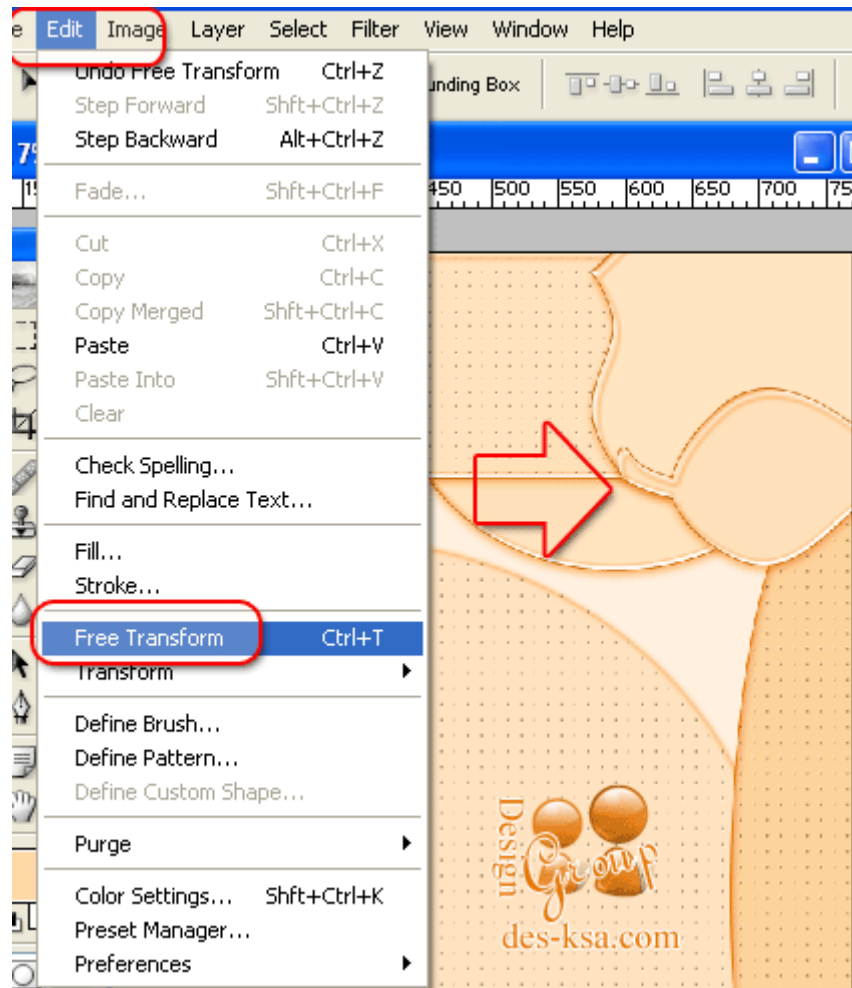 Edit Image Layer Select Filter View Window Help
Undo Free Transform Ctrl+Z
unding Box
Step Forward Shft+Ctrl+Z
Step Backward Alt+Ctrl+Z
450 500 550 600 650 700 75
Fade... Shft+Ctrl+F
Cut Ctrl+X
Copy Ctrl+C
Copy Merged Shft+Ctrl+C
Paste Ctrl+V
Paste Into Shft+Ctrl+V
Clear
Check Spelling...
Find and Replace Text...
Fill...
Stroke...
Free Transform Ctrl+T
Transform
Define Brush...
Define Pattern...
Define Custom Shape...
Purge
Color Settings... Shft+Ctrl+K
Preset Manager...
Preferences
Design
Group
des-ksa.com